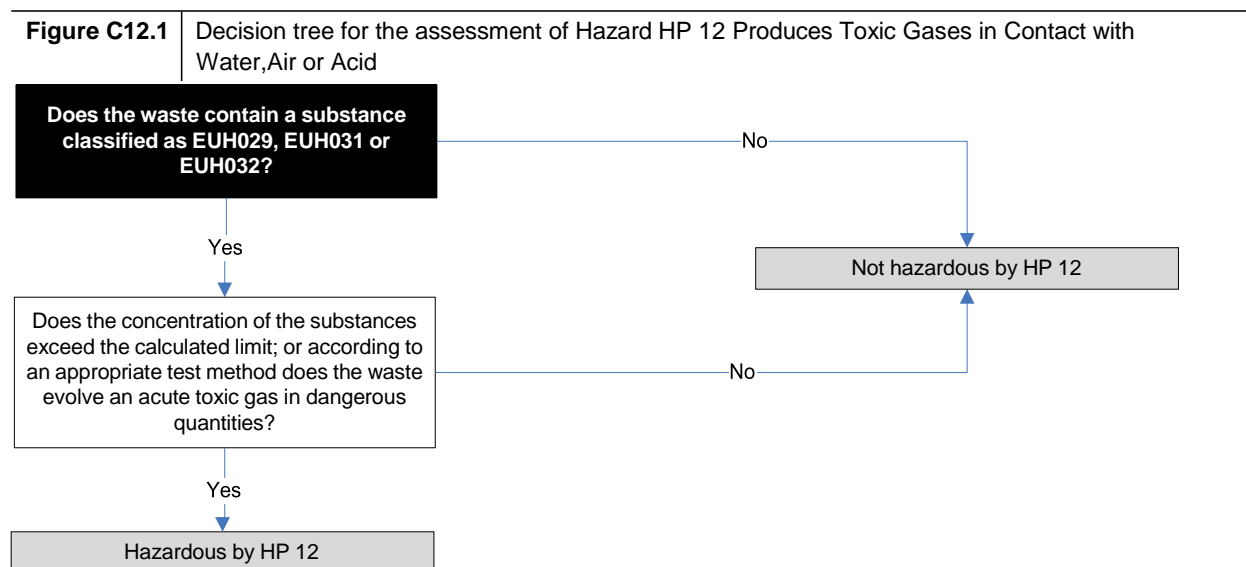 Figure C12.1
Decision tree for the assessment of Hazard HP 12 Produces Toxic Gases in Contact with
Water,Air or Acid
Does the waste contain a substance
classified as EUH029, EUH031 or
EUH032?
No
Yes
Not hazardous by HP 12
Does the concentration of the substances
exceed the calculated limit; or according to
an appropriate test method does the waste
evolve an acute toxic gas in dangerous
quantities?
No
Yes
Hazardous by HP 12